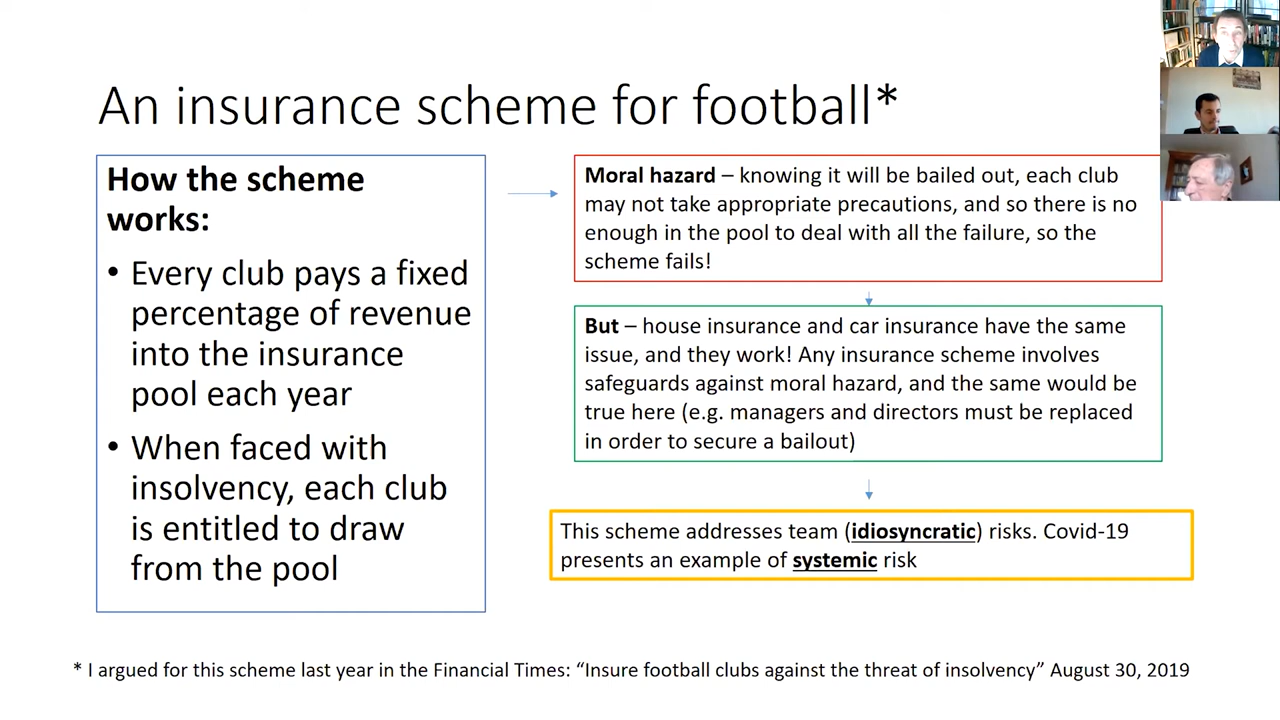 An insurance scheme for football*
How the scheme
works:
• Every club pays a fixed
percentage of revenue
into the insurance
pool each year
• When faced with
insolvency, each club
is entitled to draw
from the pool
Moral hazard – knowing it will be bailed out, each club
may not take appropriate precautions, and so there is no
enough in the pool to deal with all the failure, so the
scheme fails!
But – house insurance and car insurance have the same
issue, and they work! Any insurance scheme involves
safeguards against moral hazard, and the same would be
true here (e.g. managers and directors must be replaced
in order to secure a bailout)
This scheme addresses team (idiosyncratic) risks. Covid-19
presents an example of systemic risk
* I argued for this scheme last year in the Financial Times: “Insure football clubs against the threat of insolvency” August 30, 2019